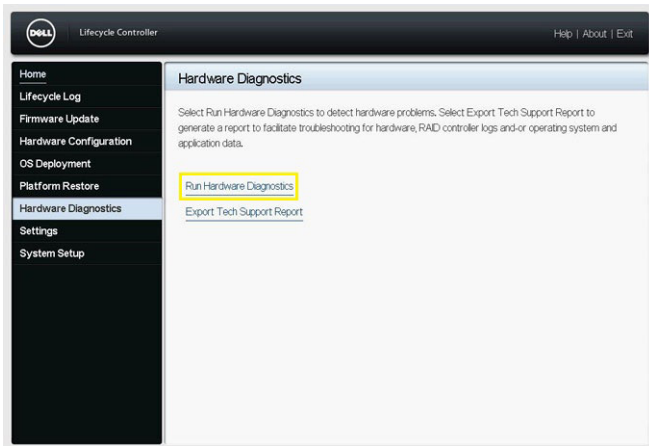 DELL
Lifecycle Controller
Help | About | Exit
Home
Lifecycle Log
Firmware Update
Hardware Configuration
OS Deployment
Platform Restore
Hardware Diagnostics
Settings
System Setup
Hardware Diagnostics
Select Run Hardware Diagnostics to detect hardware problems. Select Export Tech Support Report to
generate a report to facilitate troubleshooting for hardware, RAID controller logs and-or operating system and
application data.
Run Hardware Diagnostics
Export Tech Support Report